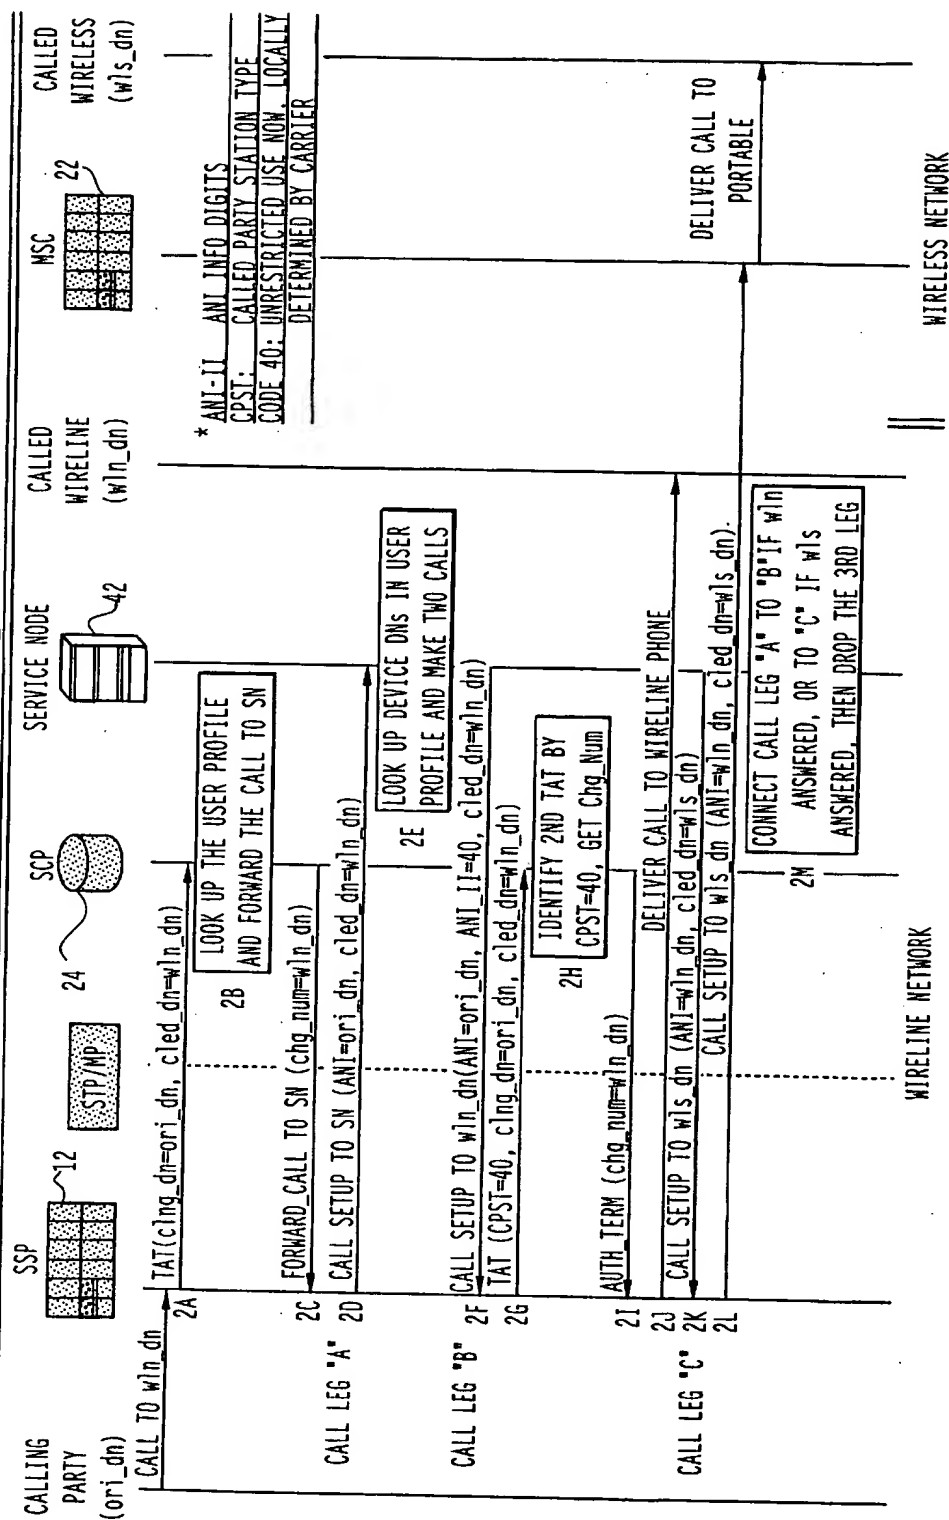 CALLING
PARTY
(ori_dn)
SSP
12
STP/MP
SCP
24
SERVICE NODE
42
CALLED
WIRELINE
(wln_dn)
MSC
22
CALLED
WIRELESS
(wls_dn)
CALL TO wln_dn
TAT(clng_dn=ori_dn, cled_dn=wln_dn)
2A
LOOK UP THE USER PROFILE
AND FORWARD THE CALL TO SN
2B
* ANI-II ANI INFO DIGITS
CPST: CALLED PARTY STATION TYPE
CODE 40: UNRESTRICTED USE NOW, LOCALLY
DETERMINED BY CARRIER
FORWARD_CALL TO SN (chg_num=wln_dn)
2C
CALL SETUP TO SN (ANI=ori_dn, cled_dn=wln_dn)
2D
CALL LEG "A"
LOOK UP DEVICE DNs IN USER
PROFILE AND MAKE TWO CALLS
2E
CALL SETUP TO wln_dn(ANI=ori_dn, ANI_II=40, cled_dn=wln_dn)
CALL LEG "B"
2F
TAT (CPST=40, clng_dn=ori_dn, cled_dn=wln_dn)
2G
IDENTIFY 2ND TAT BY
CPST=40, GET Chg_Num
2H
AUTH TERM (chg_num=wln_dn)
2I
DELIVER CALL TO WIRELINE PHONE
2J
CALL SETUP TO wls_dn (ANI=wln_dn, cled_dn=wls_dn)
CALL LEG "C"
2K
CALL SETUP TO wls_dn (ANI=wln_dn, cled_dn=wls_dn)
2L
DELIVER CALL TO
PORTABLE
CONNECT CALL LEG "A" TO "B" IF wln
ANSWERED, OR TO "C" IF wls
ANSWERED, THEN DROP THE 3RD LEG
2M
WIRELINE NETWORK
WIRELESS NETWORK